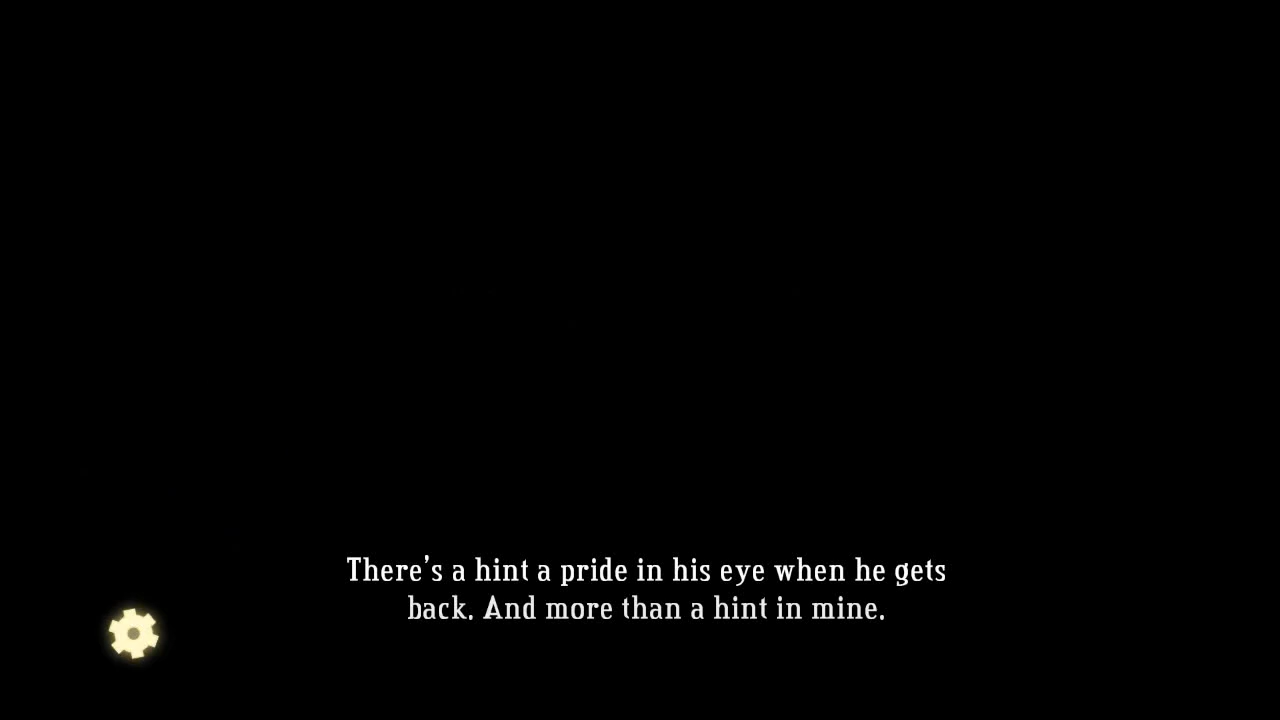 There's a hint a pride in his eye when he gets
back. And more than a hint in mine.